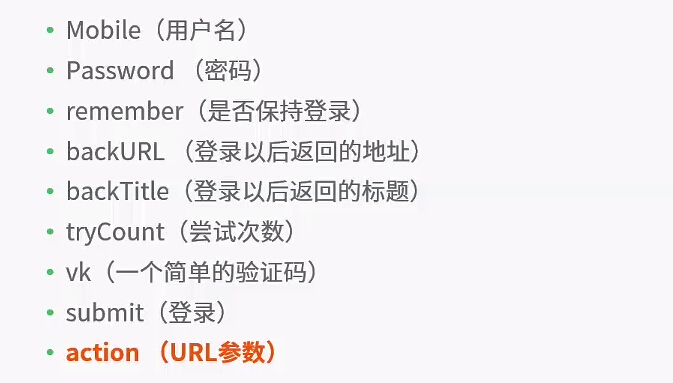 • Mobile（用户名）
• Password （密码）
• remember（是否保持登录）
• backURL （登录以后返回的地址）
• backTitle（登录以后返回的标题）
• tryCount（尝试次数）
• vk（一个简单的验证码）
• submit（登录）
• action （URL参数）